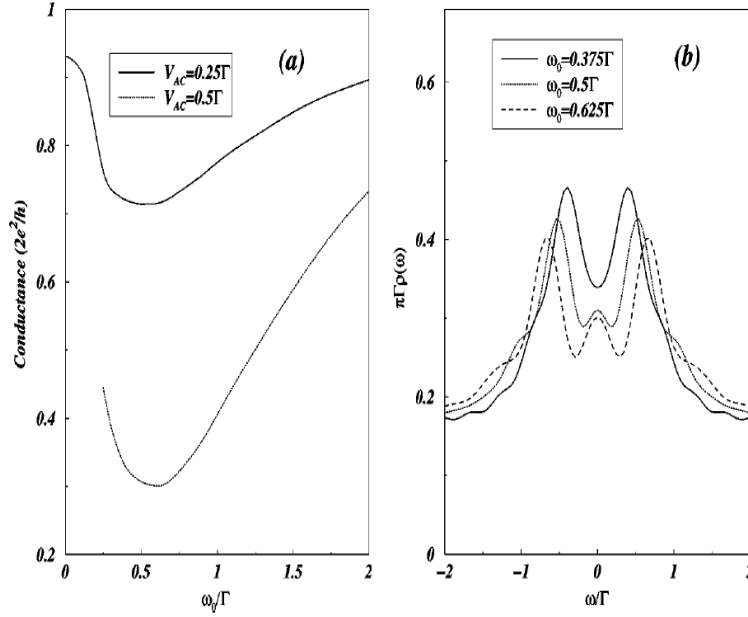 (a)
V_AC=0.25Γ
V_AC=0.5Γ
Conductance (2e²/h)
1
0.8
0.6
0.4
0.2
0 0.5 1 1.5 2
ω₀/Γ
(b)
ω₀=0.375Γ
ω₀=0.5Γ
ω₀=0.625Γ
πΓρ(ω)
0.6
0.4
0.2
0
−2 −1 0 1 2
ω/Γ